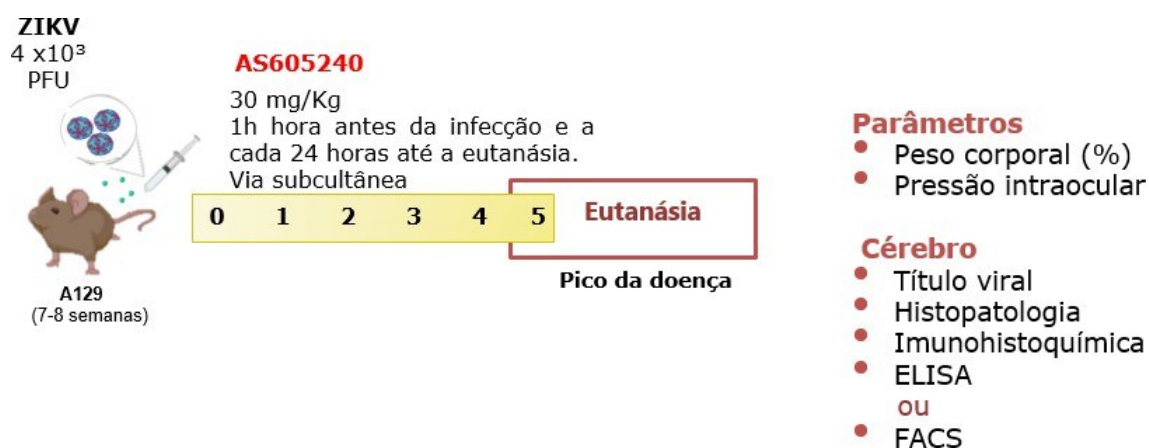 ZIKV
4 x10³
PFU
A129
(7-8 semanas)
AS605240
30 mg/Kg
1h hora antes da infecção e a
cada 24 horas até a eutanásia.
Via subcultânea
0 1 2 3 4 5
Eutanásia
Pico da doença
Parâmetros
Peso corporal (%)
Pressão intraocular
Cérebro
Título viral
Histopatologia
Imunohistoquímica
ELISA
ou
FACS